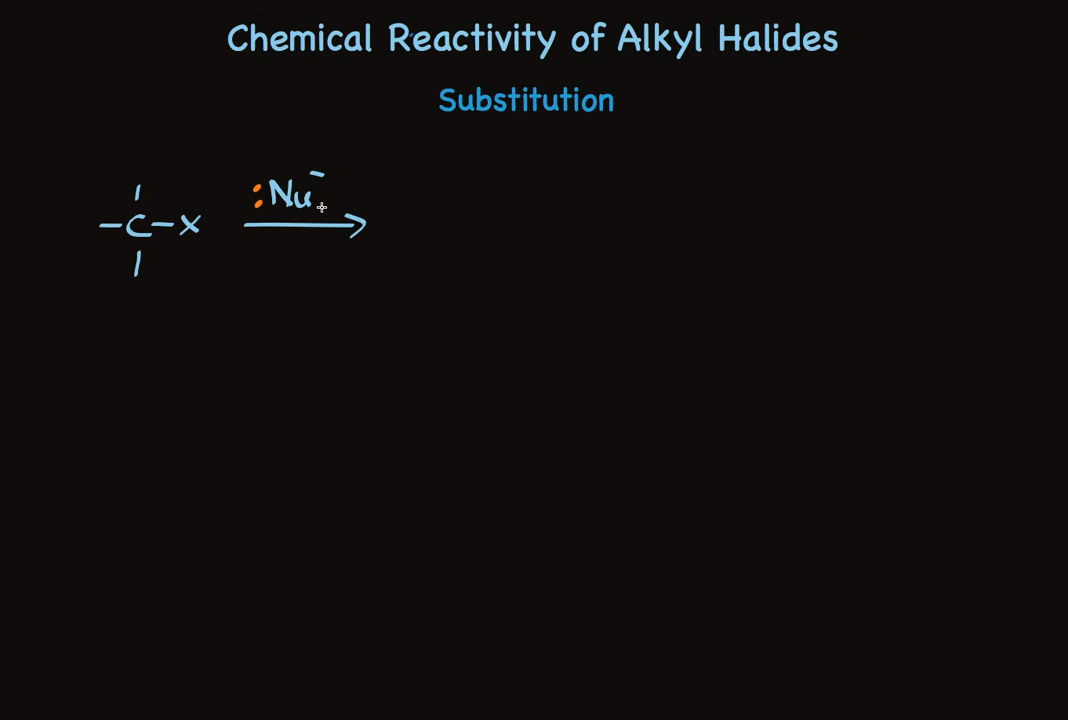 Chemical Reactivity of Alkyl Halides
Substitution
:Nu⁻
-C-X